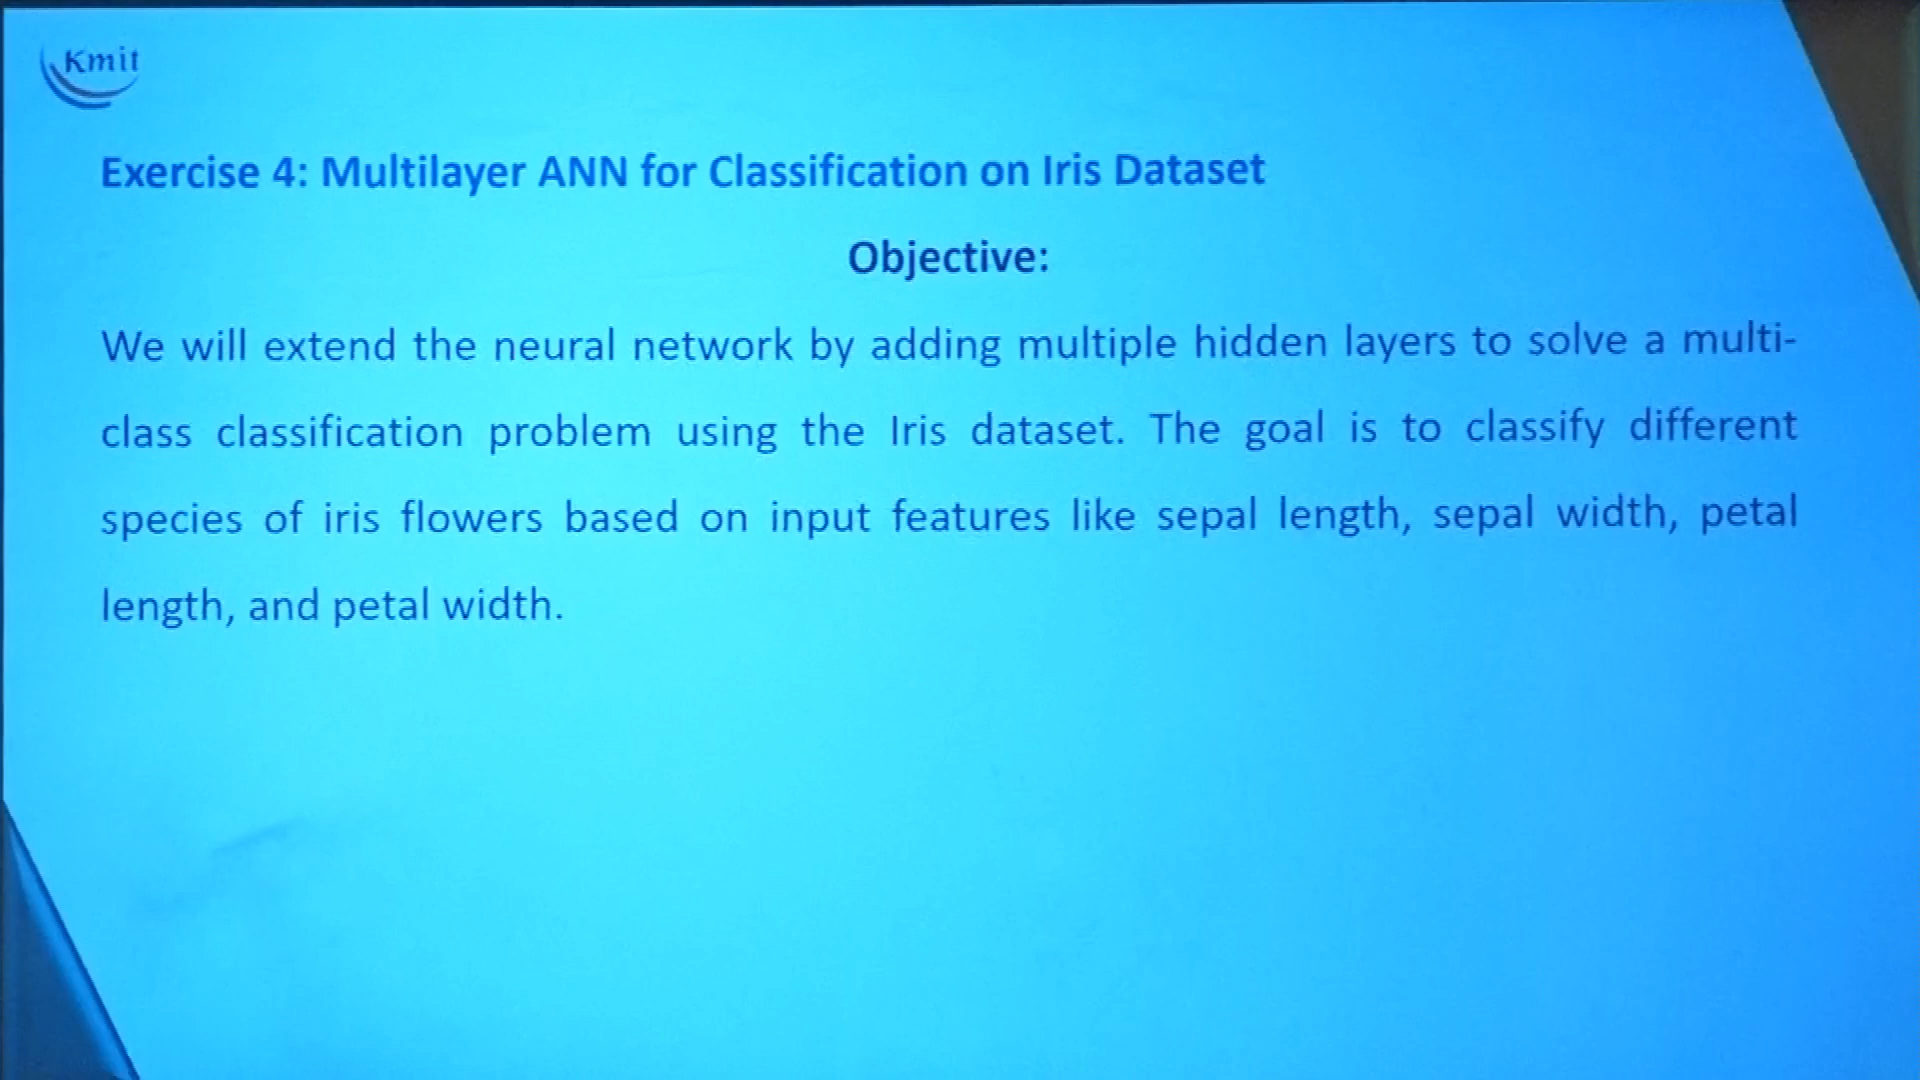 Kmit
Exercise 4: Multilayer ANN for Classification on Iris Dataset
Objective:
We will extend the neural network by adding multiple hidden layers to solve a multi-
class classification problem using the Iris dataset. The goal is to classify different
species of iris flowers based on input features like sepal length, sepal width, petal
length, and petal width.